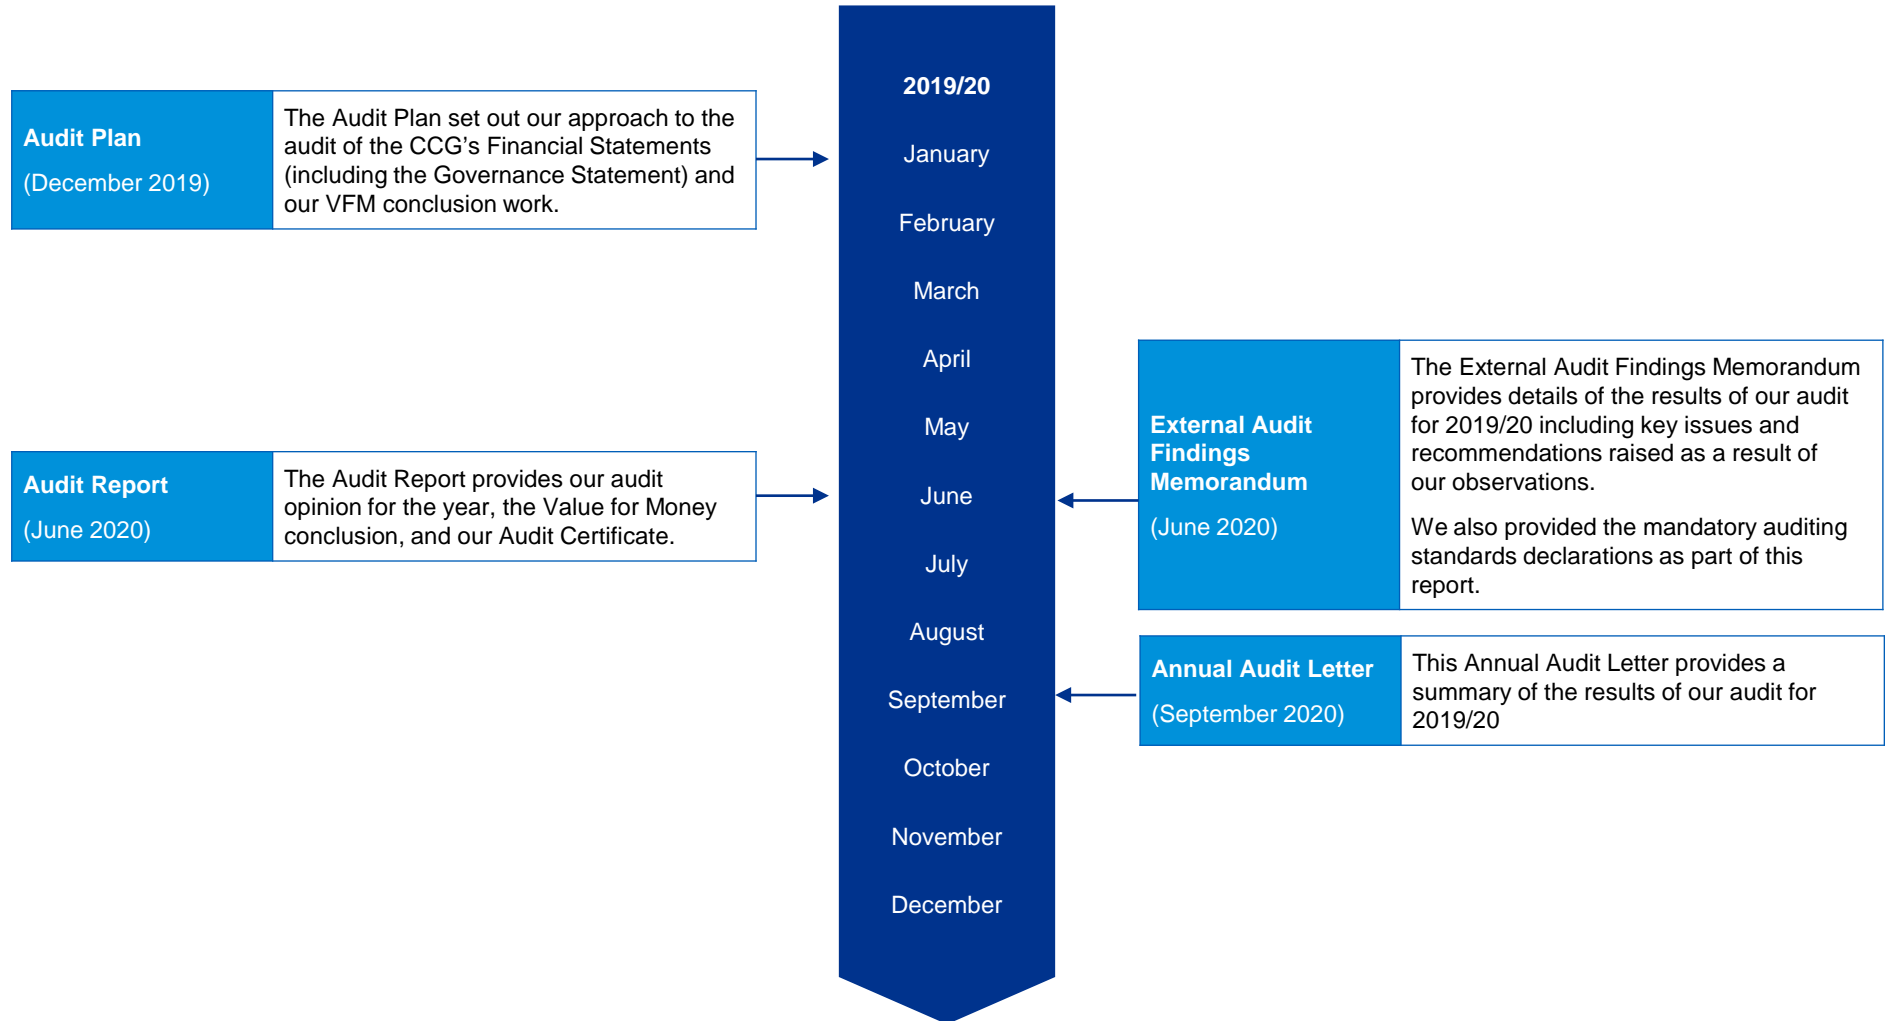 Audit Plan
(December 2019)
The Audit Plan set out our approach to the
audit of the CCG's Financial Statements
(including the Governance Statement) and
our VFM conclusion work.
Audit Report
(June 2020)
The Audit Report provides our audit
opinion for the year, the Value for Money
conclusion, and our Audit Certificate.
2019/20
January
February
March
April
May
June
July
August
September
October
November
December
External Audit
Findings
Memorandum
(June 2020)
The External Audit Findings Memorandum
provides details of the results of our audit
for 2019/20 including key issues and
recommendations raised as a result of
our observations.
We also provided the mandatory auditing
standards declarations as part of this
report.
Annual Audit Letter
(September 2020)
This Annual Audit Letter provides a
summary of the results of our audit for
2019/20